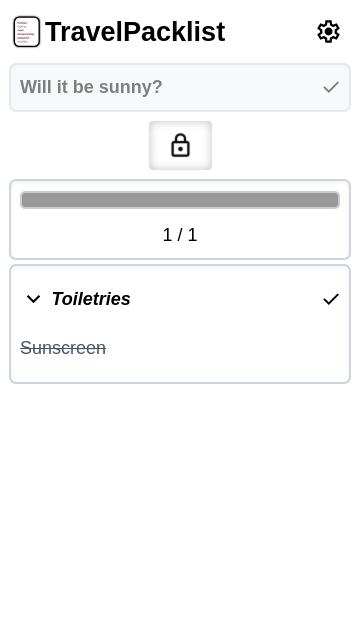 TravelPacklist
Will it be sunny?
1 / 1
Toiletries
Sunscreen